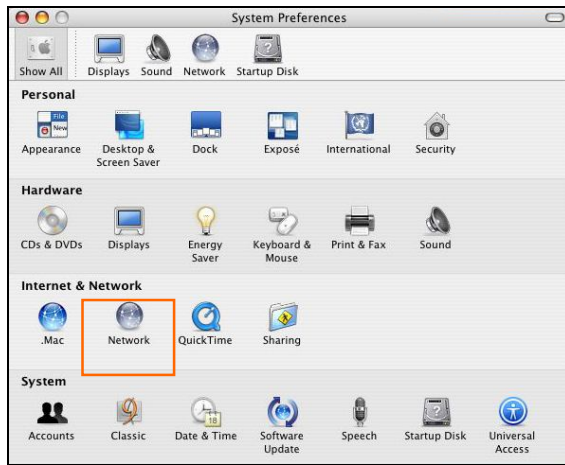 System Preferences
Show All Displays Sound Network Startup Disk
Personal
File
New
Appearance Desktop & Screen Saver Dock Exposé International Security
Hardware
CDs & DVDs Displays Energy Saver Keyboard & Mouse Print & Fax Sound
Internet & Network
.Mac Network QuickTime Sharing
System
18
Accounts Classic Date & Time Software Update Speech Startup Disk Universal Access